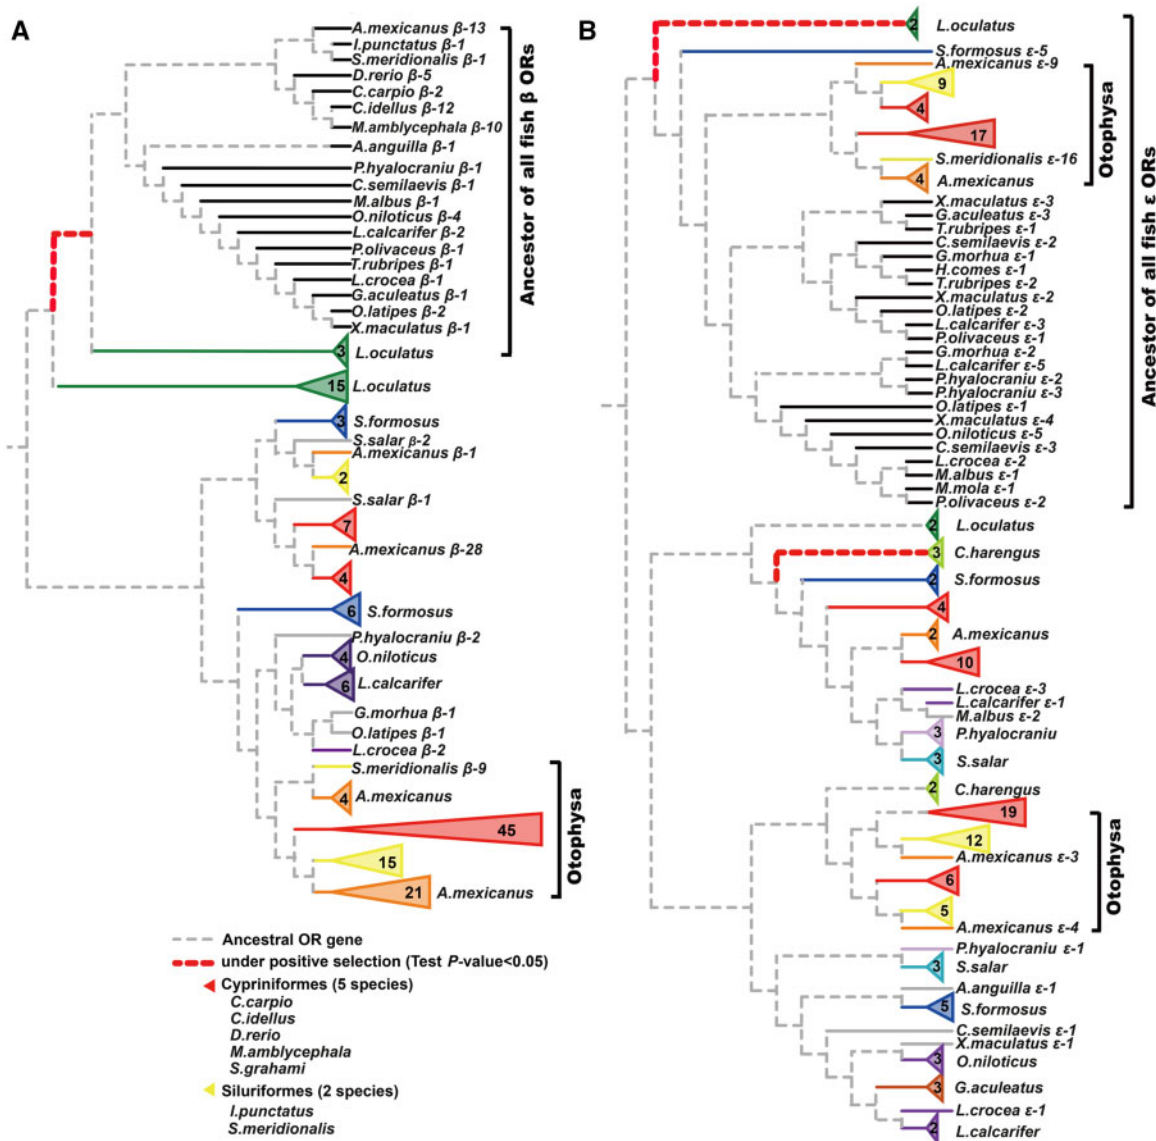 A
A.mexicanus β-13
I.punctatus β-1
S.meridionalis β-1
D.rerio β-5
C.carpio β-2
C.idellus β-12
M.amblycephala β-10
A.anguilla β-1
P.hyalocraniu β-1
C.semilaevis β-1
M.albus β-1
O.niloticus β-4
L.calcarifer β-2
P.olivaceus β-1
T.rubripes β-1
L.crocea β-1
G.aculeatus β-1
O.latipes β-2
X.maculatus β-1
3 L.oculatus
Ancestor of all fish β ORs
15 L.oculatus
3 S.formosus
S.salar β-2
A.mexicanus β-1
2
S.salar β-1
7
A.mexicanus β-28
4
6 S.formosus
P.hyalocraniu β-2
4 O.niloticus
6 L.calcarifer
G.morhua β-1
O.latipes β-1
L.crocea β-2
S.meridionalis β-9
4 A.mexicanus
45
15
21 A.mexicanus
Otophysa
Ancestral OR gene
under positive selection (Test P-value<0.05)
Cypriniformes (5 species)
C.carpio
C.idellus
D.rerio
M.amblycephala
S.grahami
Siluriformes (2 species)
I.punctatus
S.meridionalis
B
2 L.oculatus
S.formosus ε-5
A.mexicanus ε-9
9
4
17
S.meridionalis ε-16
4 A.mexicanus
Otophysa
X.maculatus ε-3
G.aculeatus ε-3
T.rubripes ε-1
C.semilaevis ε-2
G.morhua ε-1
H.comes ε-1
T.rubripes ε-2
X.maculatus ε-2
O.latipes ε-2
L.calcarifer ε-3
P.olivaceus ε-1
G.morhua ε-2
L.calcarifer ε-5
P.hyalocraniu ε-2
P.hyalocraniu ε-3
O.latipes ε-1
X.maculatus ε-4
O.niloticus ε-5
C.semilaevis ε-3
L.crocea ε-2
M.albus ε-1
M.mola ε-1
P.olivaceus ε-2
Ancestor of all fish ε ORs
2 L.oculatus
3 C.harengus
2 S.formosus
4
2 A.mexicanus
10
L.crocea ε-3
L.calcarifer ε-1
M.albus ε-2
3 P.hyalocraniu
3 S.salar
2 C.harengus
19
12
A.mexicanus ε-3
6
5
A.mexicanus ε-4
Otophysa
P.hyalocraniu ε-1
3 S.salar
A.anguilla ε-1
5 S.formosus
C.semilaevis ε-1
X.maculatus ε-1
3 O.niloticus
3 G.aculeatus
L.crocea ε-1
2 L.calcarifer